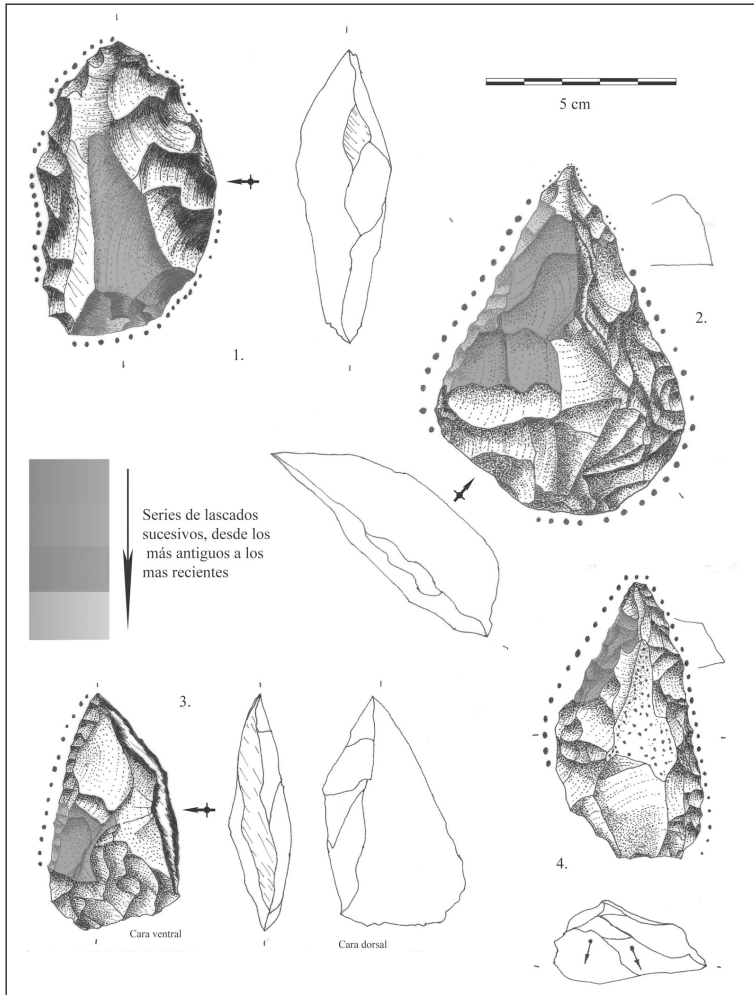 5 cm
1.
2.
Series de lascados
sucesivos, desde los
más antiguos a los
mas recientes
3.
4.
Cara ventral
Cara dorsal